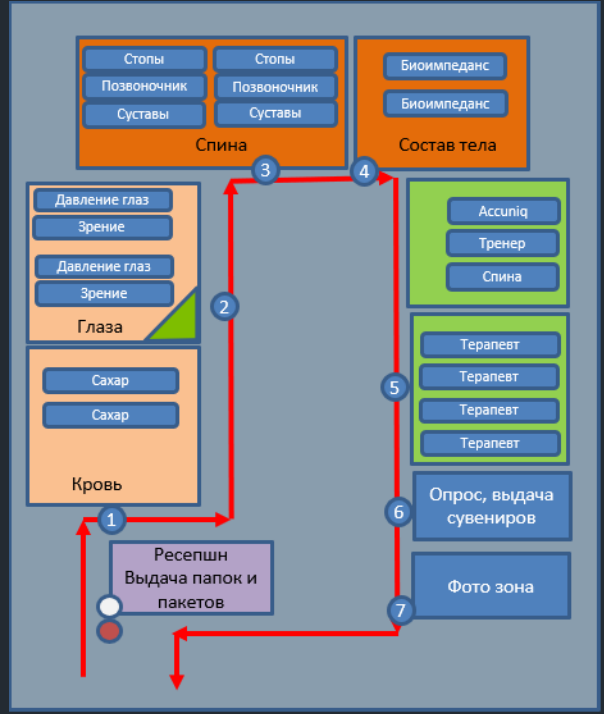 Стопы
Позвоночник
Суставы
Стопы
Позвоночник
Суставы
Спина
Биоимпеданс
Биоимпеданс
Состав тела
3
4
Давление глаз
Зрение
Давление глаз
Зрение
Глаза
2
Accuniq
Тренер
Спина
Сахар
Сахар
Кровь
1
Терапевт
Терапевт
Терапевт
Терапевт
5
Опрос, выдача
сувениров
6
Ресепшн
Выдача папок и
пакетов
Фото зона
7